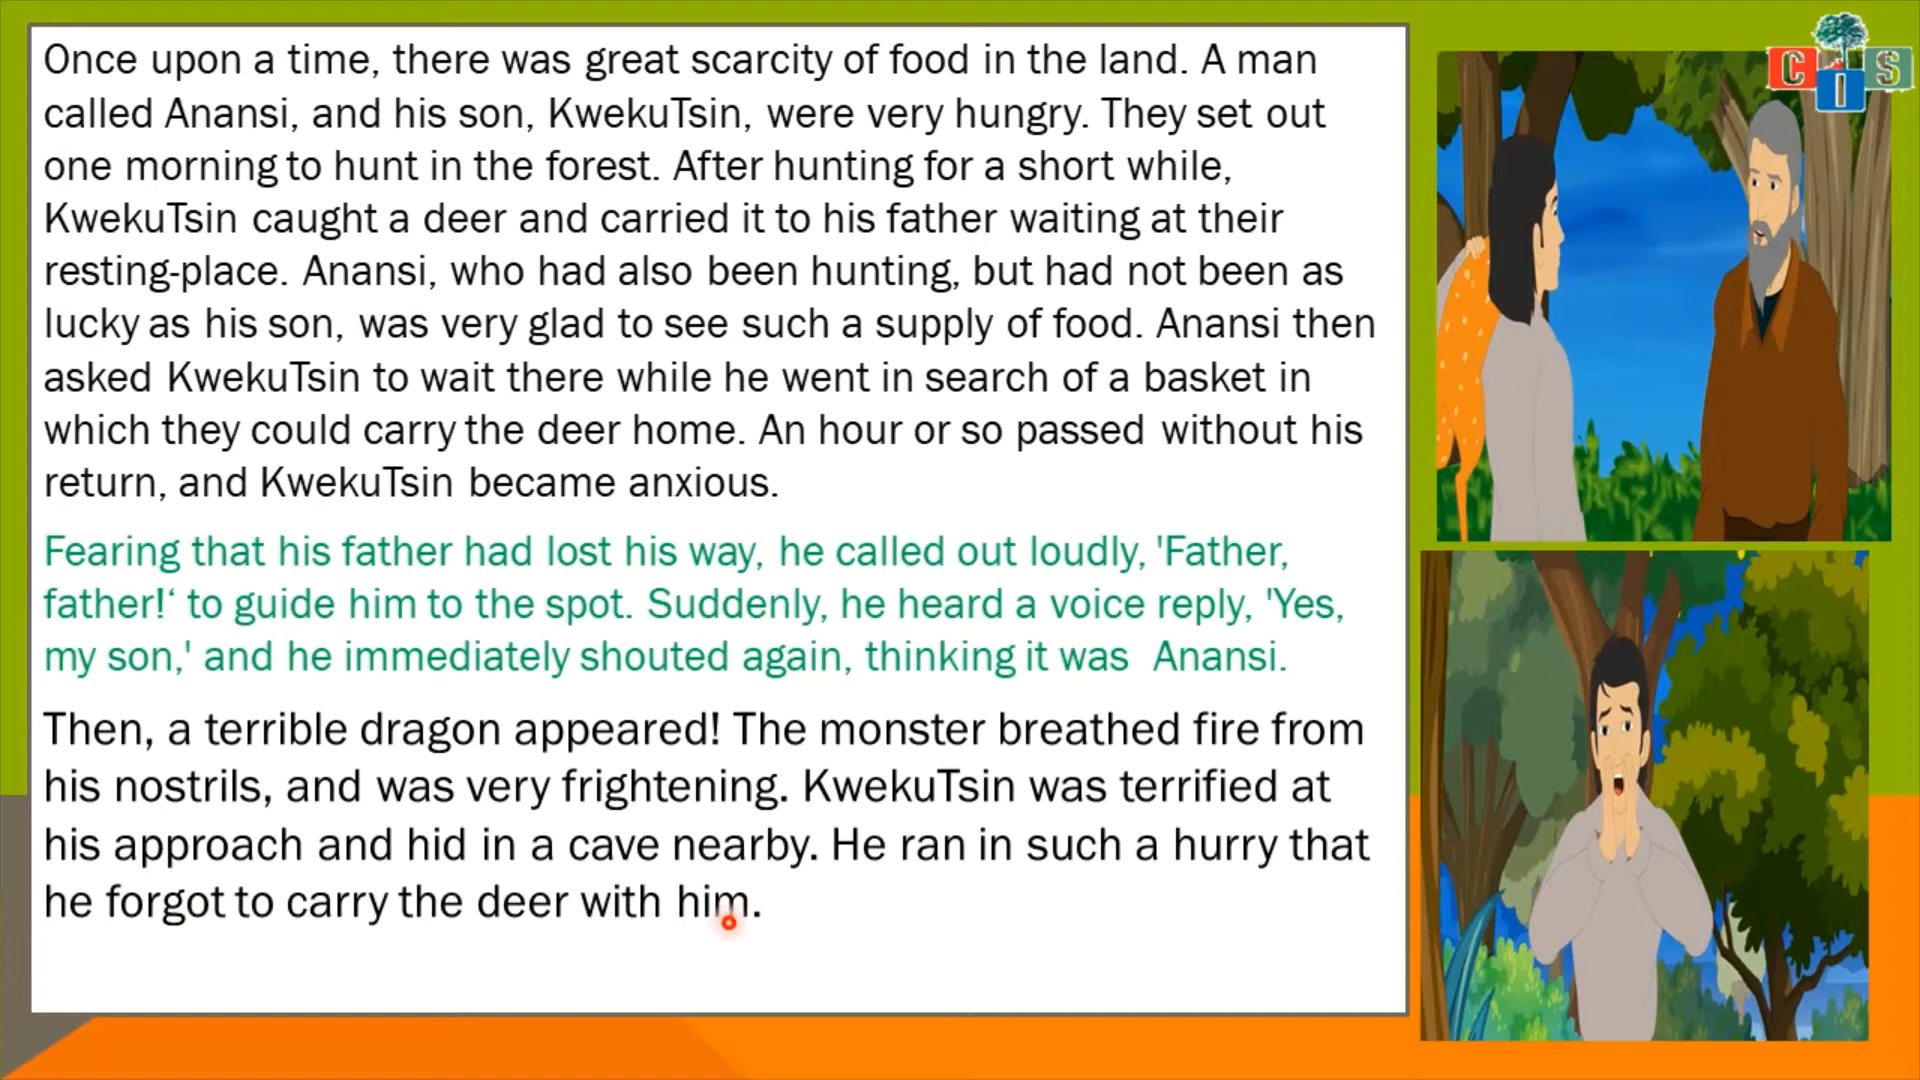 Once upon a time, there was great scarcity of food in the land. A man
called Anansi, and his son, KwekuTsin, were very hungry. They set out
one morning to hunt in the forest. After hunting for a short while,
KwekuTsin caught a deer and carried it to his father waiting at their
resting-place. Anansi, who had also been hunting, but had not been as
lucky as his son, was very glad to see such a supply of food. Anansi then
asked KwekuTsin to wait there while he went in search of a basket in
which they could carry the deer home. An hour or so passed without his
return, and KwekuTsin became anxious.
Fearing that his father had lost his way, he called out loudly, 'Father,
father!‘ to guide him to the spot. Suddenly, he heard a voice reply, 'Yes,
my son,' and he immediately shouted again, thinking it was Anansi.
Then, a terrible dragon appeared! The monster breathed fire from
his nostrils, and was very frightening. KwekuTsin was terrified at
his approach and hid in a cave nearby. He ran in such a hurry that
he forgot to carry the deer with him.
C I S